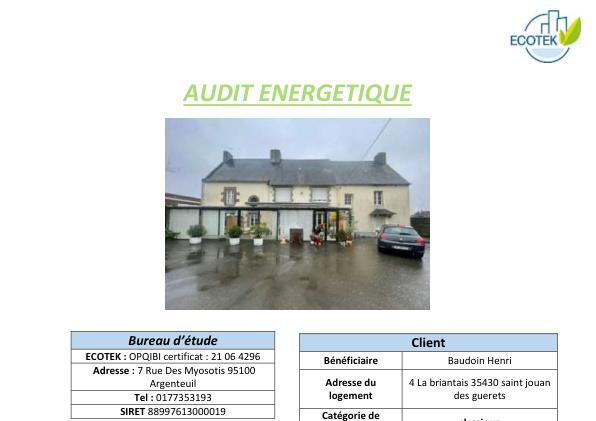 ECOTEK
AUDIT ENERGETIQUE
Bureau d'étude
ECOTEK : OPQIBI certificat : 21 06 4296
Adresse : 7 Rue Des Myosotis 95100
Argenteuil
Tel : 0177353193
SIRET 88997613000019
Client
Bénéficiaire Baudoin Henri
Adresse du logement 4 La briantais 35430 saint jouan
des guerets
Catégorie de